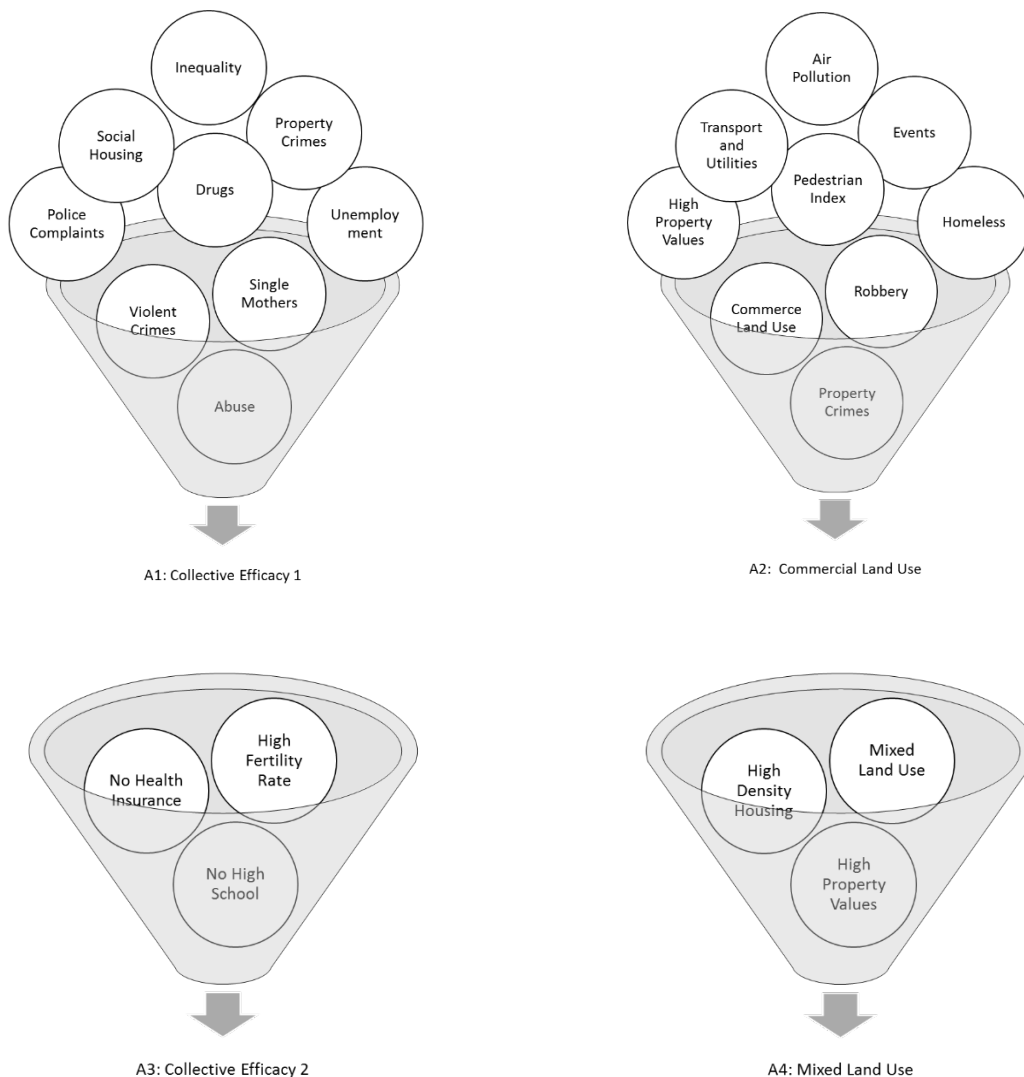 Inequality
Property
Crimes
Social
Housing
Drugs
Police
Complaints
Unemploy
ment
Single
Mothers
Violent
Crimes
Abuse
A1: Collective Efficacy 1
Air
Pollution
Transport
and
Utilities
Events
Pedestrian
Index
High
Property
Values
Homeless
Robbery
Commerce
Land Use
Property
Crimes
A2: Commercial Land Use
No Health
Insurance
High
Fertility
Rate
No High
School
A3: Collective Efficacy 2
High
Density
Housing
Mixed
Land Use
High
Property
Values
A4: Mixed Land Use